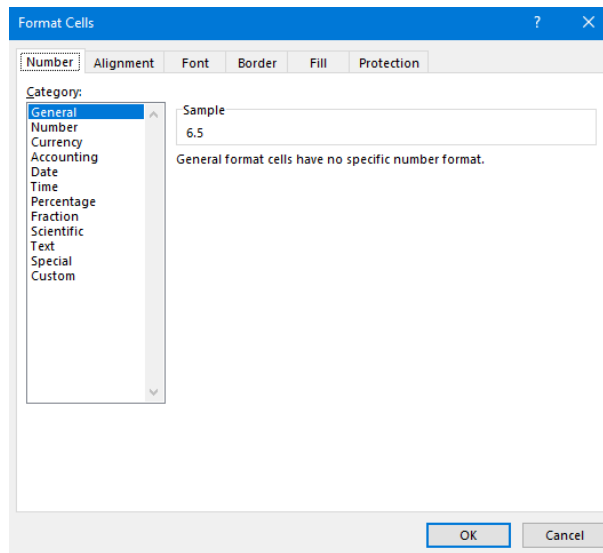 Format Cells
Number Alignment Font Border Fill Protection
Category:
General
Number
Currency
Accounting
Date
Time
Percentage
Fraction
Scientific
Text
Special
Custom
Sample
6.5
General format cells have no specific number format.
OK Cancel